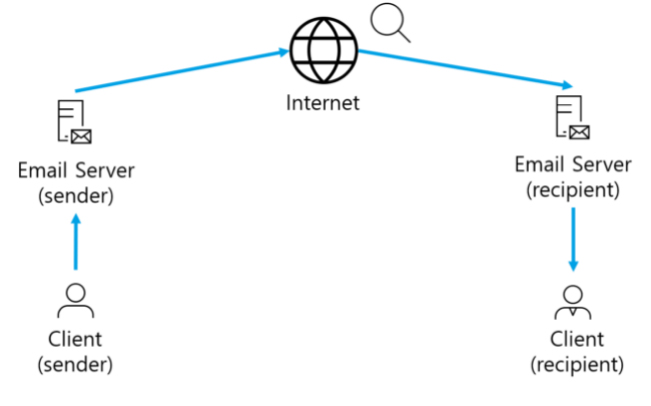 Internet
Email Server
(sender)
Email Server
(recipient)
Client
(sender)
Client
(recipient)